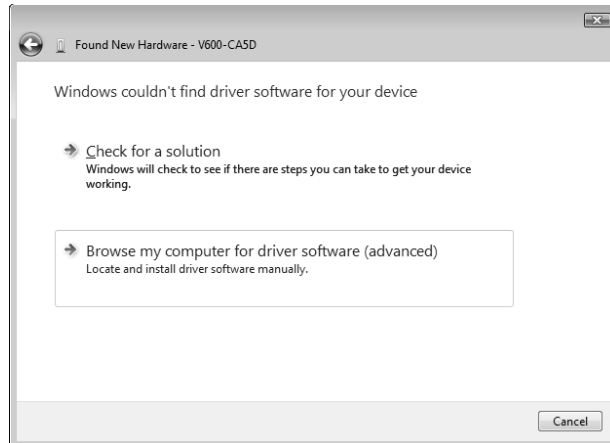 Found New Hardware - V600-CA5D
Windows couldn't find driver software for your device
Check for a solution
Windows will check to see if there are steps you can take to get your device
working.
Browse my computer for driver software (advanced)
Locate and install driver software manually.
Cancel